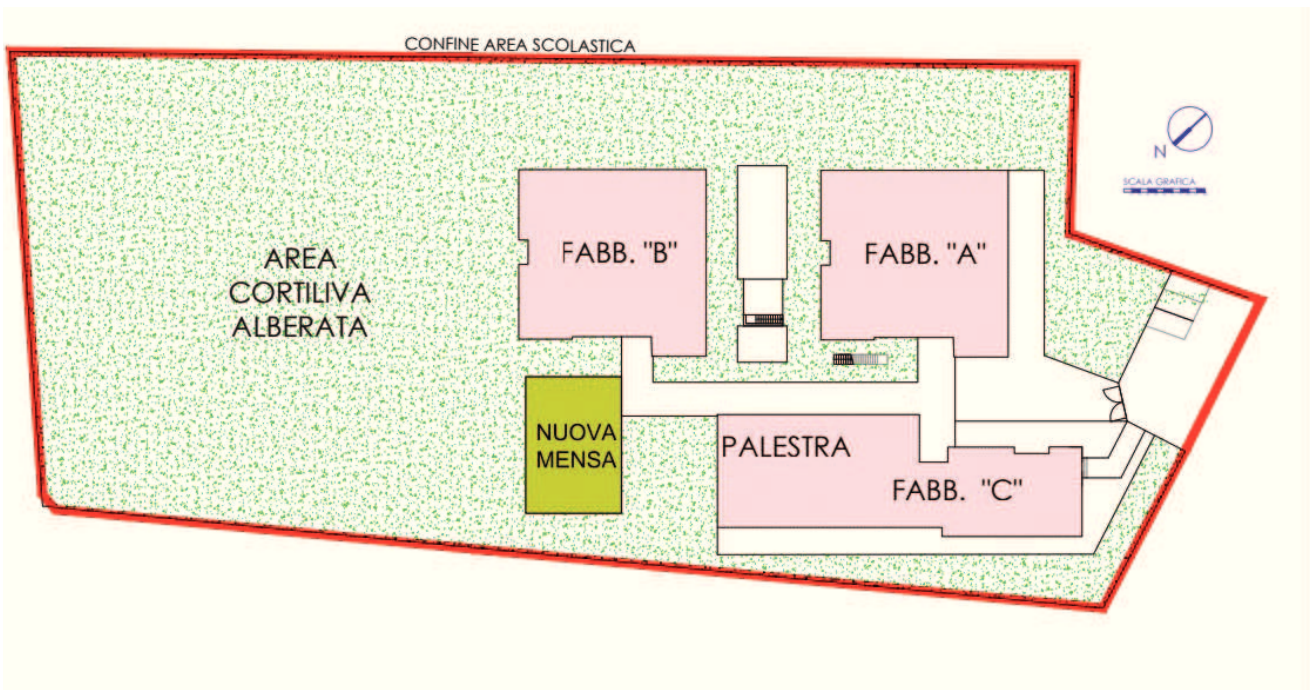 CONFINE AREA SCOLASTICA
N
SCALA GRAFICA
FABB. "B"
FABB. "A"
AREA
CORTILIVA
ALBERATA
NUOVA
MENSA
PALESTRA
FABB. "C"